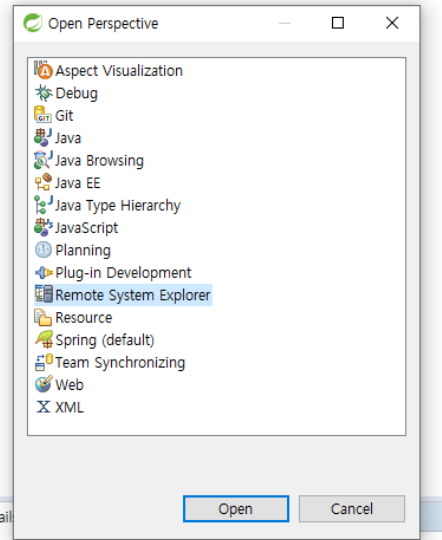 Open Perspective
Aspect Visualization
Debug
Git
Java
Java Browsing
Java EE
Java Type Hierarchy
JavaScript
Planning
Plug-in Development
Remote System Explorer
Resource
Spring (default)
Team Synchronizing
Web
XML
Open
Cancel
ail